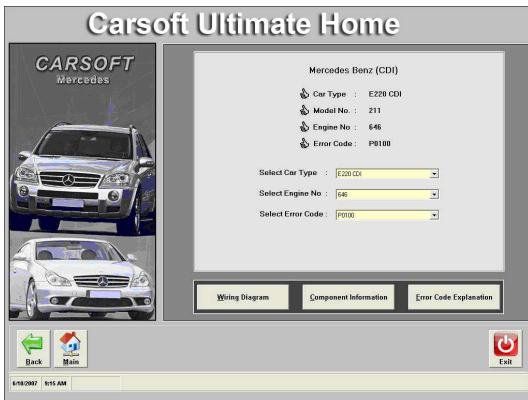 Carsoft Ultimate Home
CARSOFT
Mercedes
Mercedes Benz (CDI)
Car Type : E220 CDI
Model No. : 211
Engine No : 646
Error Code : P0100
Select Car Type : E220 CDI
Select Engine No : 646
Select Error Code : P0100
Wiring Diagram Component Information Error Code Explanation
Back Main Exit
6/10/2007 9:15 AM